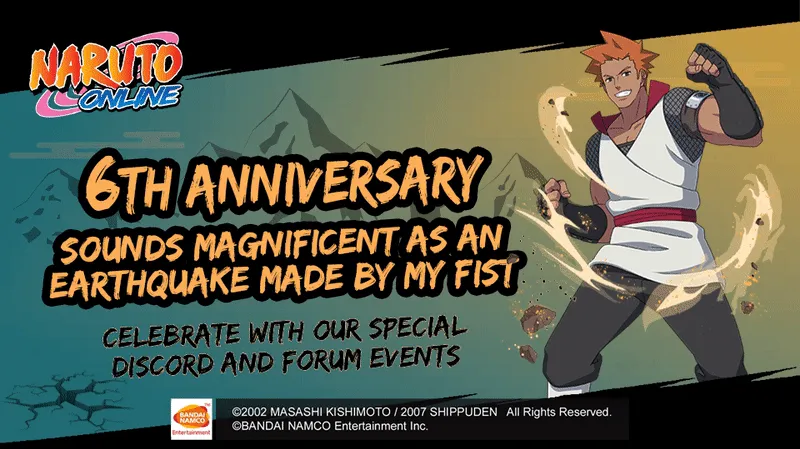 NARUTO
ONLINE
6TH ANNIVERSARY
SOUNDS MAGNIFICENT AS AN
EARTHQUAKE MADE BY MY FIST
CELEBRATE WITH OUR SPECIAL
DISCORD AND FORUM EVENTS
BANDAI
NAMCO
Entertainment
TM
©2002 MASASHI KISHIMOTO / 2007 SHIPPUDEN All Rights Reserved.
©BANDAI NAMCO Entertainment Inc.